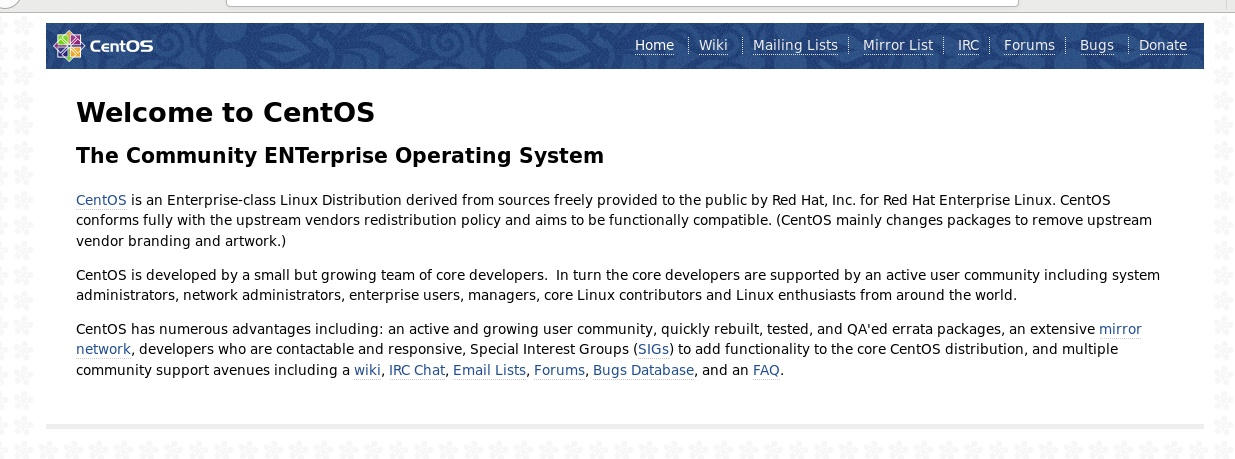 CentOS
Home Wiki Mailing Lists Mirror List IRC Forums Bugs Donate
Welcome to CentOS
The Community ENTerprise Operating System
CentOS is an Enterprise-class Linux Distribution derived from sources freely provided to the public by Red Hat, Inc. for Red Hat Enterprise Linux. CentOS
conforms fully with the upstream vendors redistribution policy and aims to be functionally compatible. (CentOS mainly changes packages to remove upstream
vendor branding and artwork.)
CentOS is developed by a small but growing team of core developers.  In turn the core developers are supported by an active user community including system
administrators, network administrators, enterprise users, managers, core Linux contributors and Linux enthusiasts from around the world.
CentOS has numerous advantages including: an active and growing user community, quickly rebuilt, tested, and QA'ed errata packages, an extensive mirror
network, developers who are contactable and responsive, Special Interest Groups (SIGs) to add functionality to the core CentOS distribution, and multiple
community support avenues including a wiki, IRC Chat, Email Lists, Forums, Bugs Database, and an FAQ.